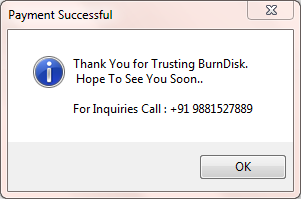 Payment Successful
Thank You for Trusting BurnDisk.
Hope To See You Soon..
For Inquiries Call : +91 9881527889
OK